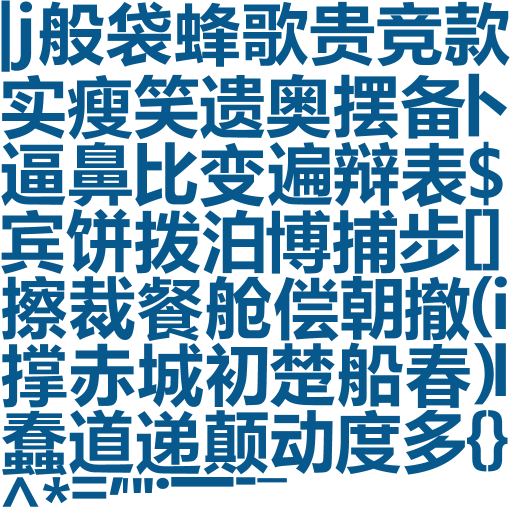 |j般袋蜂歌贵竞款
实瘦笑遗奥摆备卜
逼鼻比变遍辩表$
宾饼拨泊博捕步[]
擦裁餐舱偿朝撤(i
撑赤城初楚船春)l
蠢道递颠动度多{}
^*="